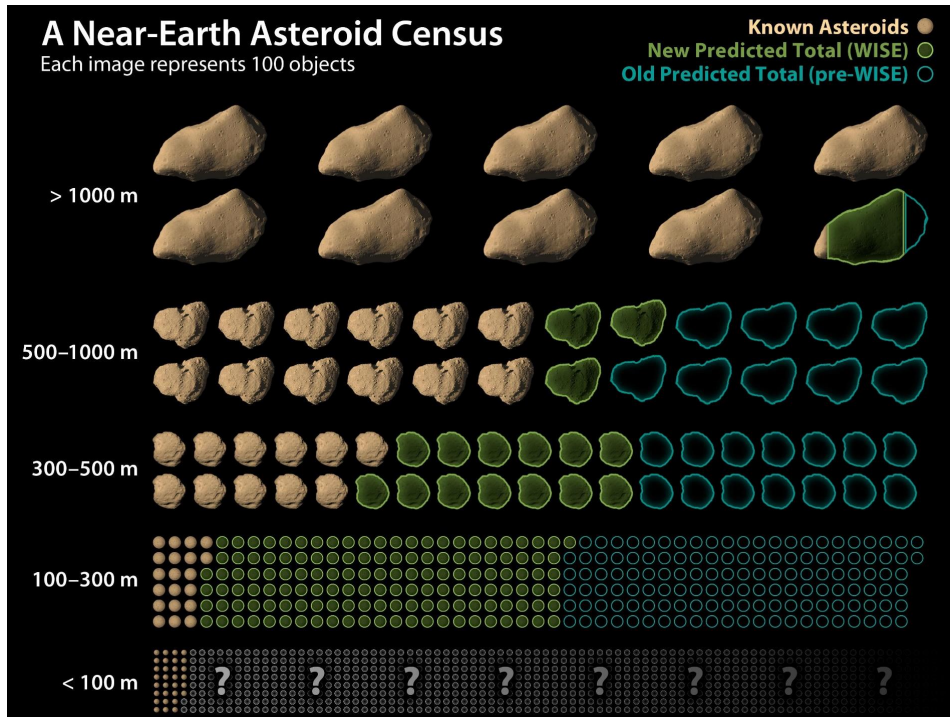 A Near-Earth Asteroid Census
Each image represents 100 objects
Known Asteroids
New Predicted Total (WISE)
Old Predicted Total (pre-WISE)
> 1000 m
500–1000 m
300–500 m
100–300 m
< 100 m
? ? ? ? ? ? ? ?